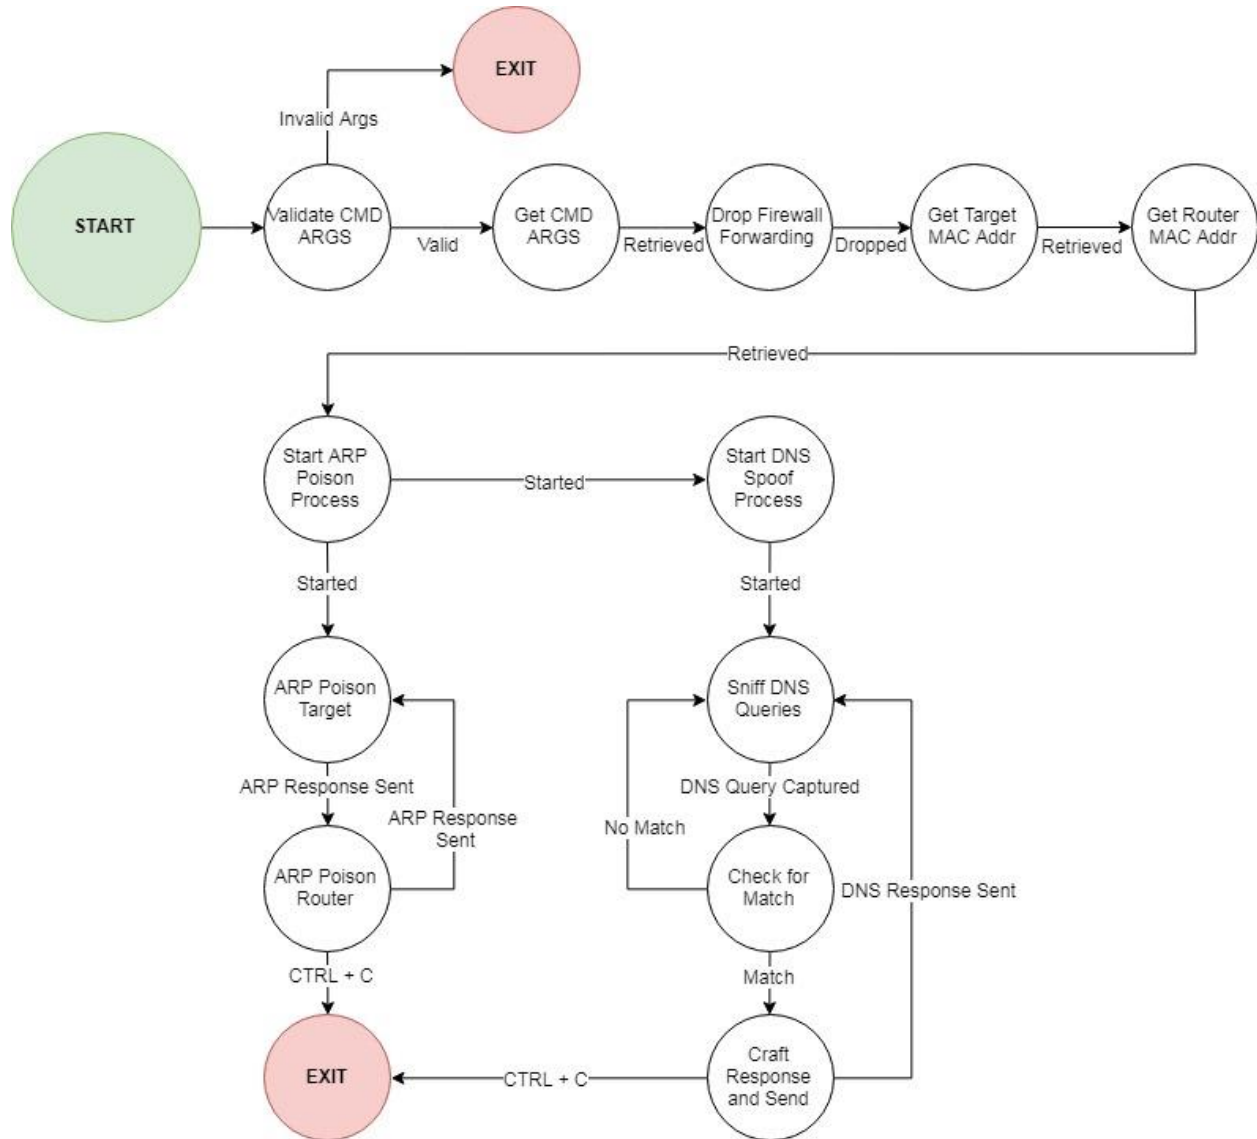 EXIT
Invalid Args
START
Validate CMD
ARGS
Valid
Get CMD
ARGS
Retrieved
Drop Firewall
Forwarding
Dropped
Get Target
MAC Addr
Retrieved
Get Router
MAC Addr
Retrieved
Start ARP
Poison
Process
Started
Start DNS
Spoof
Process
Started
Started
ARP Poison
Target
Sniff DNS
Queries
ARP Response Sent
DNS Query Captured
ARP Response
Sent
No Match
ARP Poison
Router
Check for
Match
DNS Response Sent
CTRL + C
Match
EXIT
CTRL + C
Craft
Response
and Send